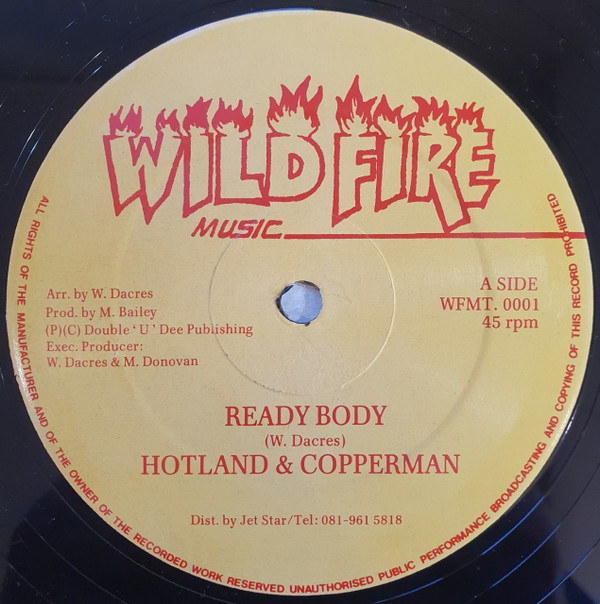 WILD FIRE
MUSIC
Arr. by W. Dacres
Prod. by M. Bailey
(P)(C) Double ‘ U ’ Dee Publishing
Exec. Producer:
W. Dacres & M. Donovan
A SIDE
WFMT. 0001
45 rpm
READY BODY
(W. Dacres)
HOTLAND & COPPERMAN
Dist. by Jet Star/Tel: 081-961 5818
ALL RIGHTS OF THE MANUFACTURER AND OF THE OWNER OF THE RECORDED WORK RESERVED UNAUTHORISED PUBLIC PERFORMANCE BROADCASTING AND COPYING OF THIS RECORD PROHIBITED